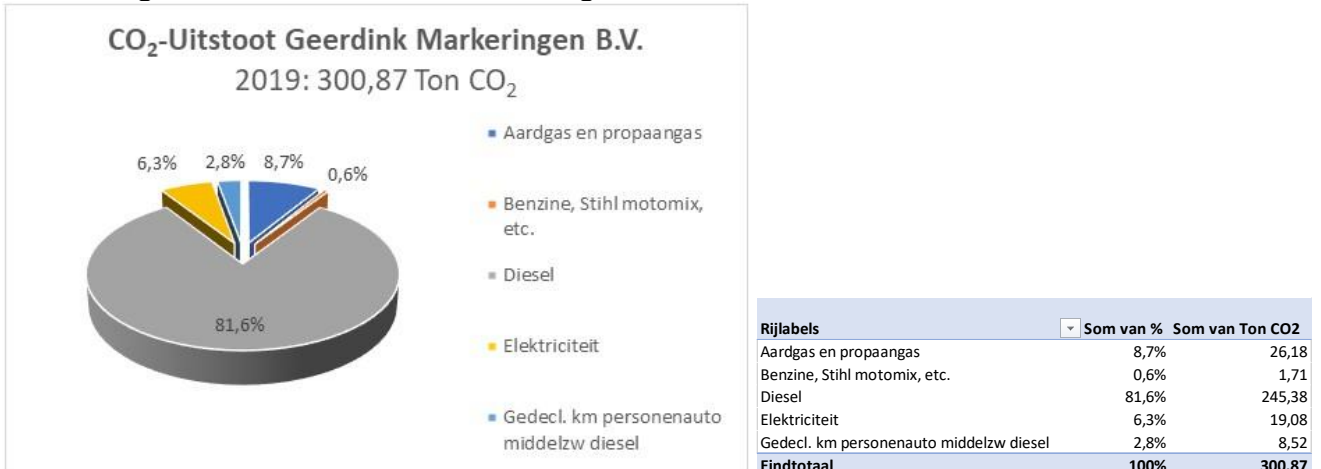 CO2-Uitstoot Geerdink Markeringen B.V.
2019: 300,87 Ton CO2
6,3% 2,8% 8,7% 0,6%
81,6%
Aardgas en propaangas
Benzine, Stihl motomix,
etc.
Diesel
Elektriciteit
Gedecl. km personenauto
middelzw diesel
Rijlabels Som van % Som van Ton CO2
Aardgas en propaangas 8,7% 26,18
Benzine, Stihl motomix, etc. 0,6% 1,71
Diesel 81,6% 245,38
Elektriciteit 6,3% 19,08
Gedecl. km personenauto middelzw diesel 2,8% 8,52
Eindtotaal 100% 300,87